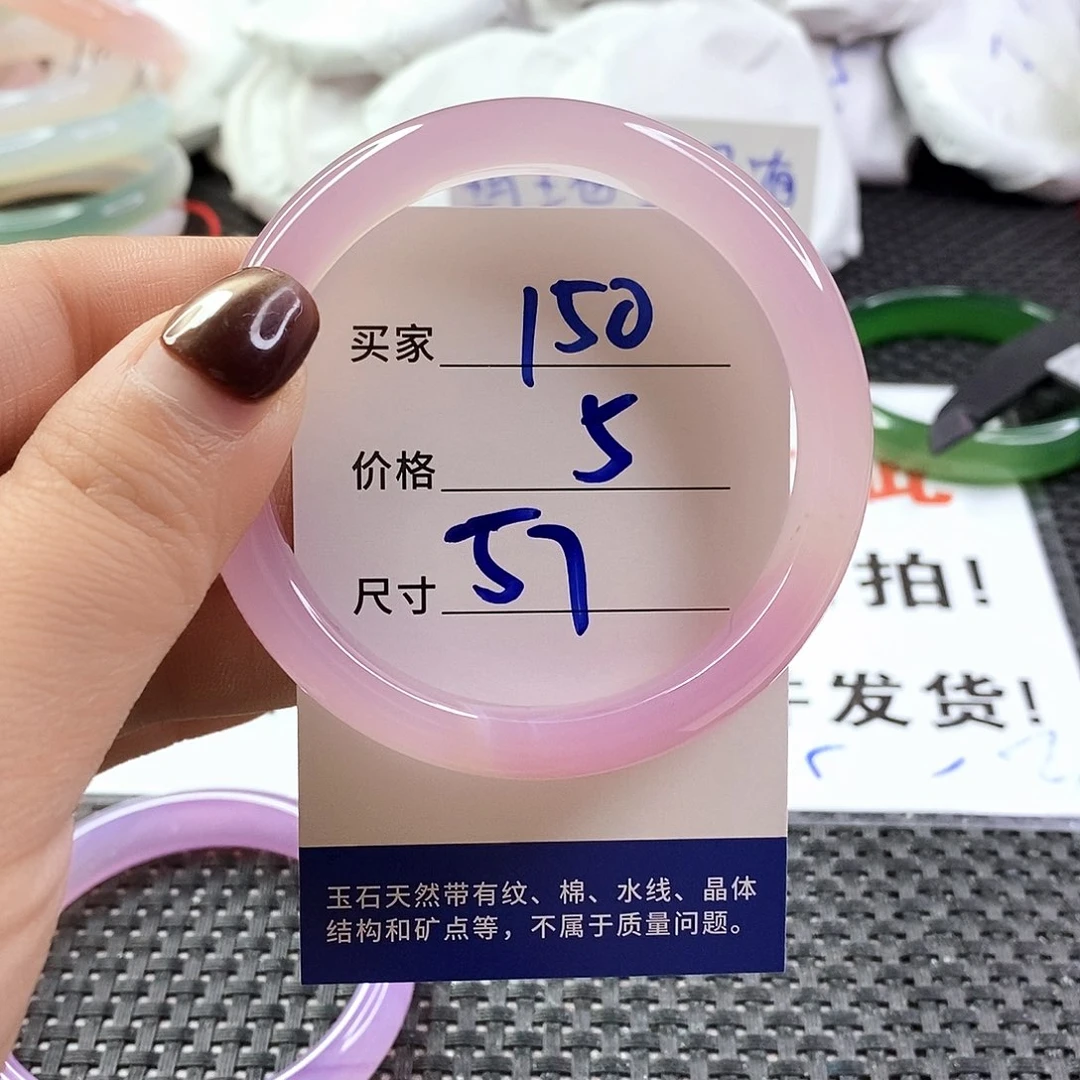 买家 150
价格 5
尺寸 57
玉石天然带有纹、棉、水线、晶体
结构和矿点等，不属于质量问题。
拍！
发货！